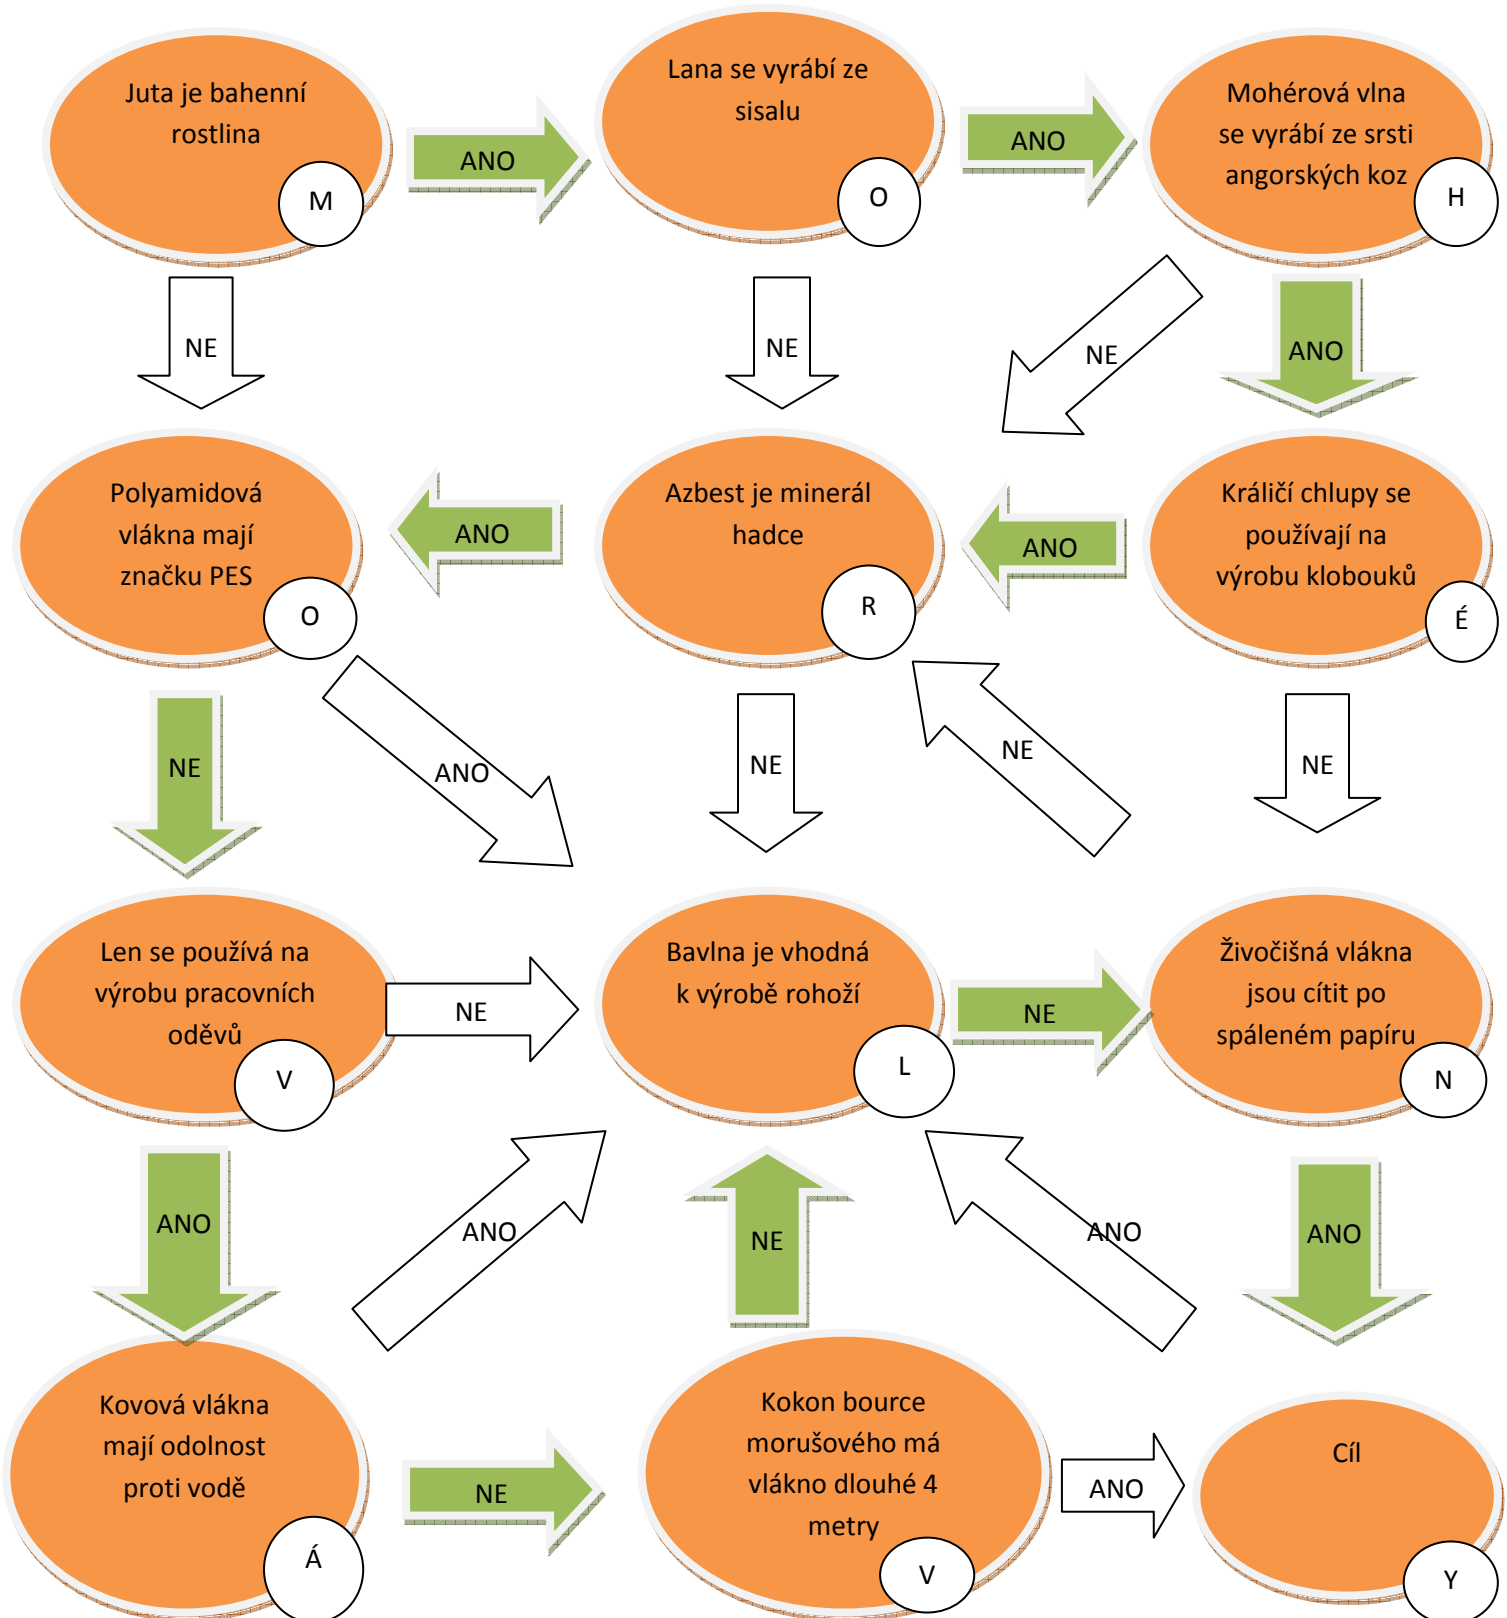 Juta je bahenní
rostlina
M
ANO
Lana se vyrábí ze
sisalu
O
ANO
Mohérová vlna
se vyrábí ze srsti
angorských koz
H
NE
NE
NE
ANO
Polyamidová
vlákna mají
značku PES
O
ANO
Azbest je minerál
hadce
R
ANO
Králičí chlupy se
používají na
výrobu klobouků
É
NE
ANO
NE
NE
NE
Len se používá na
výrobu pracovních
oděvů
V
NE
Bavlna je vhodná
k výrobě rohoží
L
NE
Živočišná vlákna
jsou cítit po
spáleném papíru
N
ANO
ANO
NE
ANO
ANO
Kovová vlákna
mají odolnost
proti vodě
Á
NE
Kokon bource
morušového má
vlákno dlouhé 4
metry
V
ANO
Cíl
Y